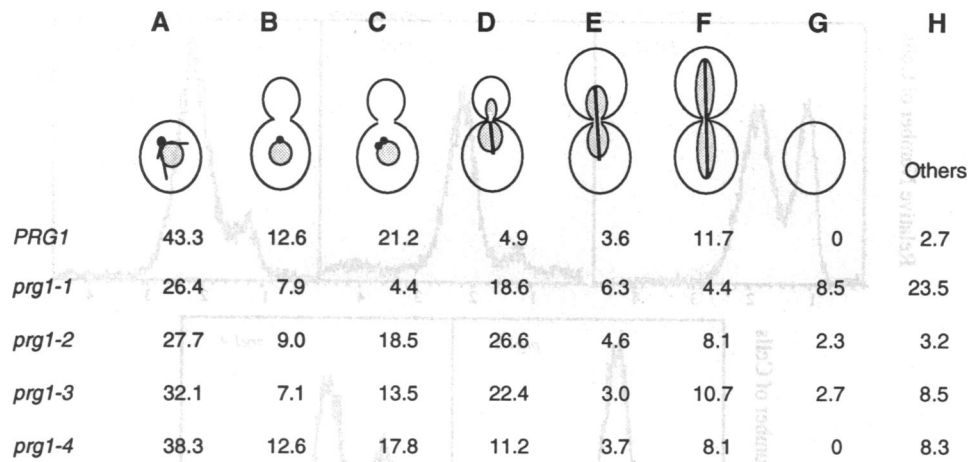 A B C D E F G H
Others
PRG1 43.3 12.6 21.2 4.9 3.6 11.7 0 2.7
prg1-1 26.4 7.9 4.4 18.6 6.3 4.4 8.5 23.5
prg1-2 27.7 9.0 18.5 26.6 4.6 8.1 2.3 3.2
prg1-3 32.1 7.1 13.5 22.4 3.0 10.7 2.7 8.5
prg1-4 38.3 12.6 17.8 11.2 3.7 8.1 0 8.3